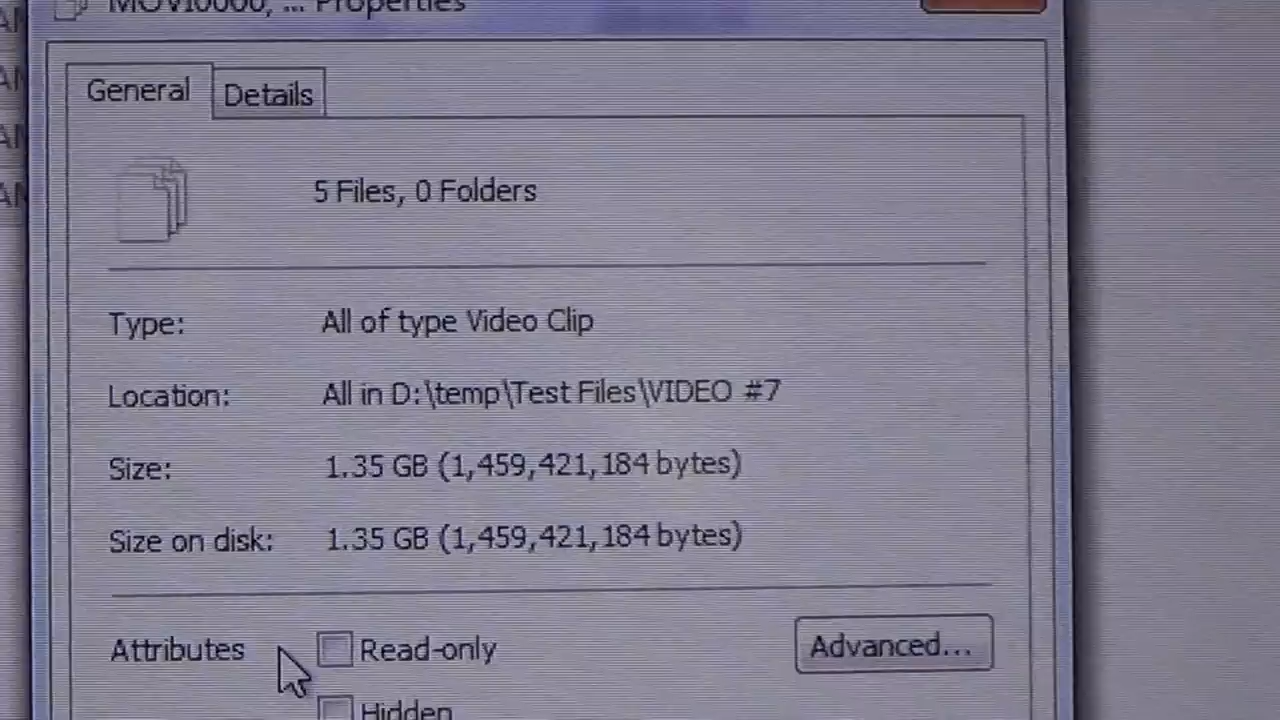 MOVI0000, ... Properties
General
Details
5 Files, 0 Folders
Type: All of type Video Clip
Location: All in D:\temp\Test Files\VIDEO #7
Size: 1.35 GB (1,459,421,184 bytes)
Size on disk: 1.35 GB (1,459,421,184 bytes)
Attributes Read-only Advanced...
Hidden